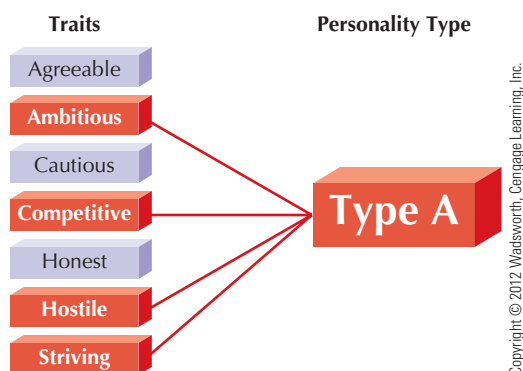 Traits
Personality Type
Agreeable
Ambitious
Cautious
Competitive
Honest
Hostile
Striving
Type A
Copyright © 2012 Wadsworth, Cengage Learning, Inc.